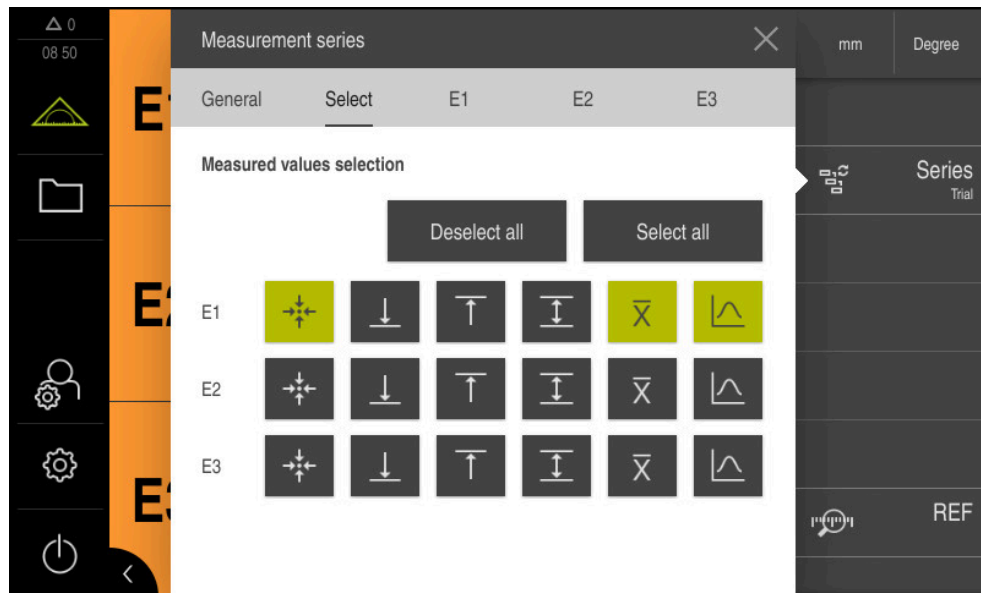 0
08 50
Measurement series
mm
Degree
General
Select
E1
E2
E3
Measured values selection
Series
Trial
Deselect all
Select all
E1
x̄
E2
x̄
E3
x̄
REF